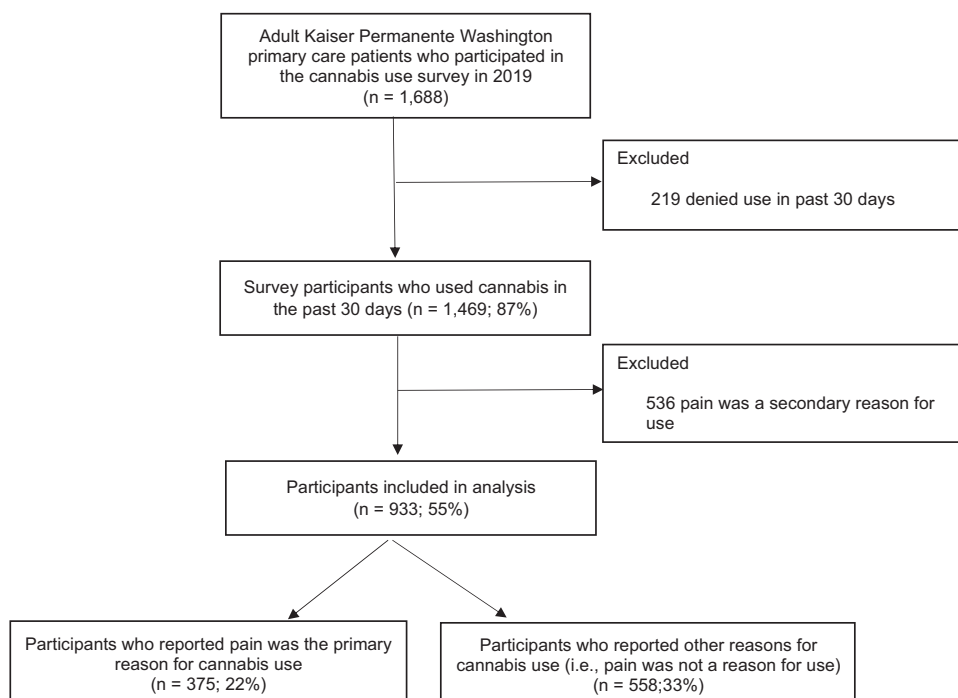 Adult Kaiser Permanente Washington
primary care patients who participated in
the cannabis use survey in 2019
(n = 1,688)
Excluded
219 denied use in past 30 days
Survey participants who used cannabis in
the past 30 days (n = 1,469; 87%)
Excluded
536 pain was a secondary reason for
use
Participants included in analysis
(n = 933; 55%)
Participants who reported pain was the primary
reason for cannabis use
(n = 375; 22%)
Participants who reported other reasons for
cannabis use (i.e., pain was not a reason for use)
(n = 558;33%)